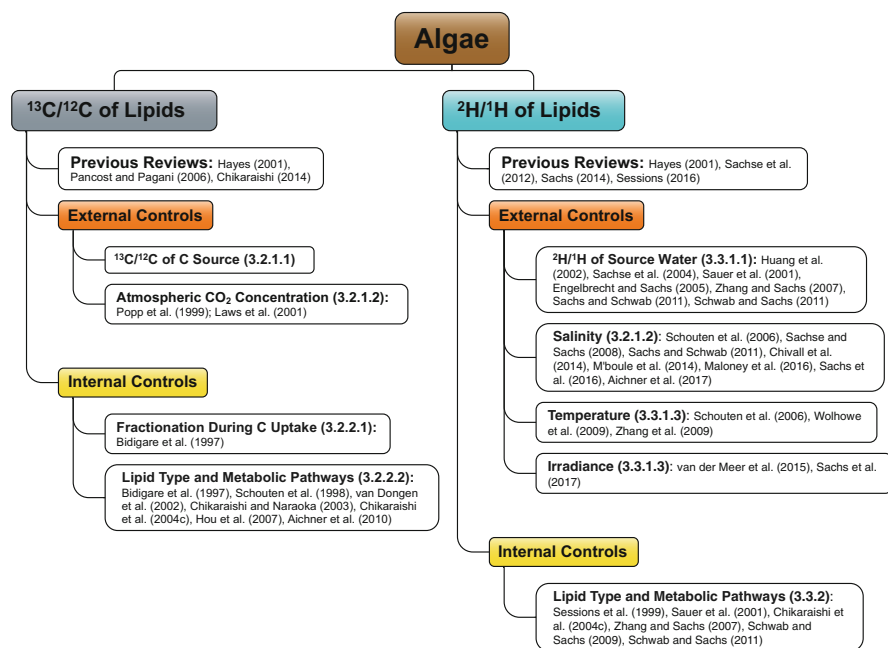 Algae
¹³C/¹²C of Lipids
Previous Reviews: Hayes (2001),
Pancost and Pagani (2006), Chikaraishi (2014)
External Controls
¹³C/¹²C of C Source (3.2.1.1)
Atmospheric CO₂ Concentration (3.2.1.2):
Popp et al. (1999); Laws et al. (2001)
Internal Controls
Fractionation During C Uptake (3.2.2.1):
Bidigare et al. (1997)
Lipid Type and Metabolic Pathways (3.2.2.2):
Bidigare et al. (1997), Schouten et al. (1998), van Dongen
et al. (2002), Chikaraishi and Naraoka (2003), Chikaraishi
et al. (2004c), Hou et al. (2007), Aichner et al. (2010)
²H/¹H of Lipids
Previous Reviews: Hayes (2001), Sachse et al.
(2012), Sachs (2014), Sessions (2016)
External Controls
²H/¹H of Source Water (3.3.1.1): Huang et al.
(2002), Sachse et al. (2004), Sauer et al. (2001),
Engelbrecht and Sachs (2005), Zhang and Sachs (2007),
Sachs and Schwab (2011), Schwab and Sachs (2011)
Salinity (3.2.1.2): Schouten et al. (2006), Sachse and
Sachs (2008), Sachs and Schwab (2011), Chivall et al.
(2014), M'boule et al. (2014), Maloney et al. (2016), Sachs et
al. (2016), Aichner et al. (2017)
Temperature (3.3.1.3): Schouten et al. (2006), Wolhowe
et al. (2009), Zhang et al. (2009)
Irradiance (3.3.1.3): van der Meer et al. (2015), Sachs et al.
(2017)
Internal Controls
Lipid Type and Metabolic Pathways (3.3.2):
Sessions et al. (1999), Sauer et al. (2001), Chikaraishi et
al. (2004c), Zhang and Sachs (2007), Schwab and
Sachs (2009), Schwab and Sachs (2011)